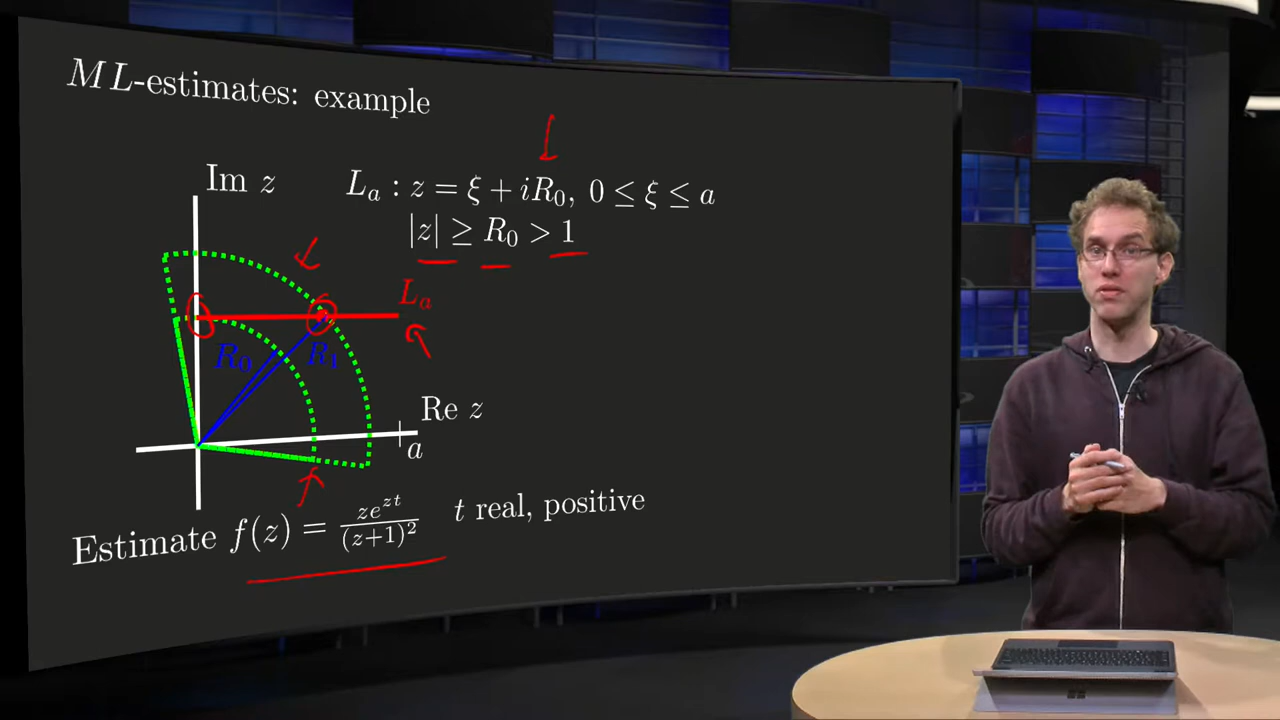 ML-estimates: example
Im z
L_a : z = ξ + iR_0, 0 ≤ ξ ≤ a
|z| ≥ R_0 > 1
L_a
R_0
R_1
Re z
a
Estimate f(z) = \frac{ze^{zt}}{(z+1)^2} t real, positive